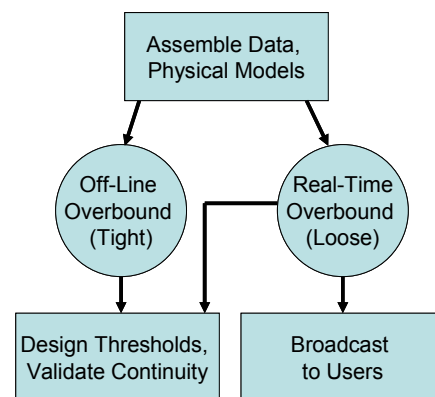 Assemble Data,
Physical Models
Off-Line
Overbound
(Tight)
Real-Time
Overbound
(Loose)
Design Thresholds,
Validate Continuity
Broadcast
to Users